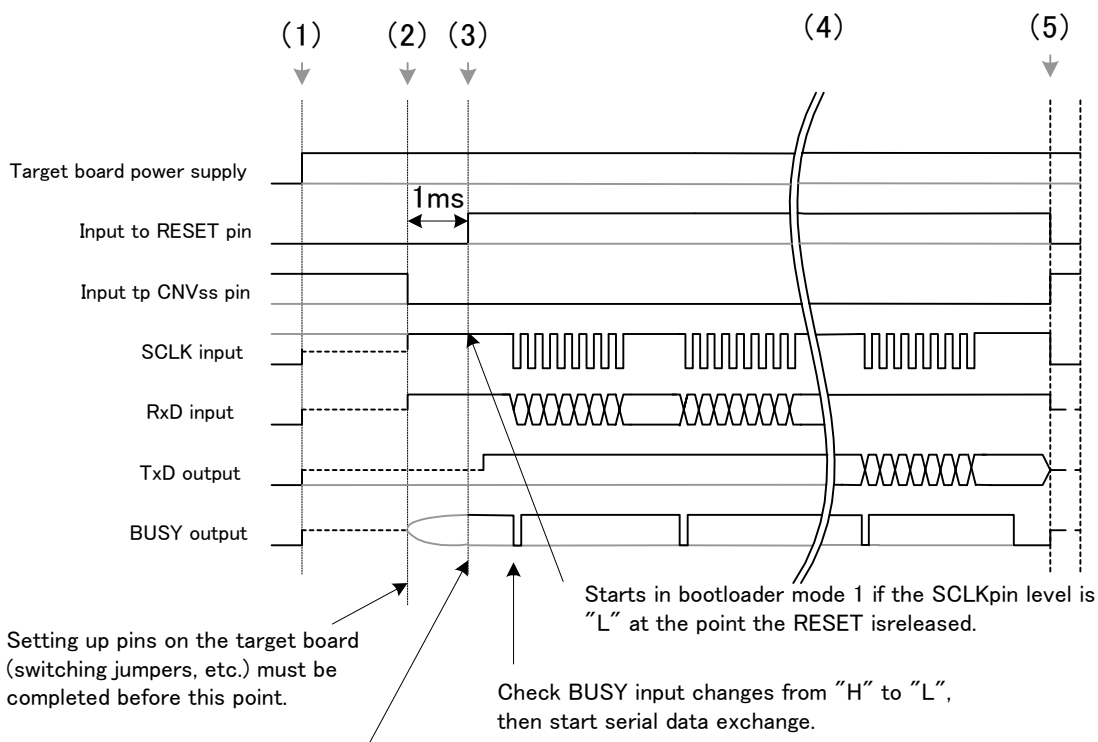 (1)
(2)
(3)
(4)
(5)
Target board power supply
1ms
Input to RESET pin
Input tp CNVss pin
SCLK input
RxD input
TxD output
BUSY output
Starts in bootloader mode 1 if the SCLKpin level is
"L" at the point the RESET isreleased.
Setting up pins on the target board
(switching jumpers, etc.) must be
completed before this point.
Check BUSY input changes from "H" to "L",
then start serial data exchange.